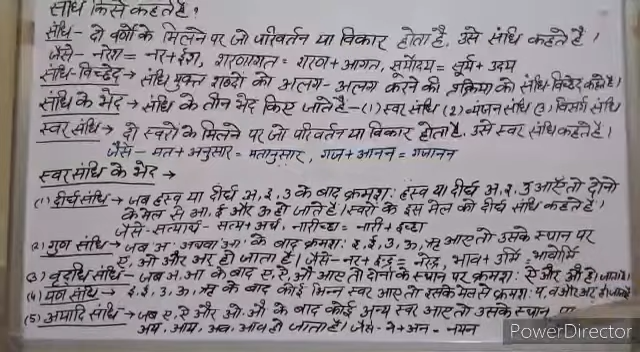 संधि किसे कहते हैं?
संधि- दो वर्णों के मिलने पर जो परिवर्तन या विकार होता है, उसे संधि कहते हैं।
जैसे- नरेश = नर+ईश, शरणागत = शरण+आगत, सूर्योदय = सूर्य+उदय
संधि-विच्छेद → संधि युक्त शब्दों को अलग-अलग करने की प्रक्रिया को संधि-विच्छेद कहते हैं।
संधि के भेद → संधि के तीन भेद किए जाते हैं-(1) स्वर संधि (2) व्यंजन संधि (3) विसर्ग संधि
स्वर संधि → दो स्वरों के मिलने पर जो परिवर्तन या विकार होता है, उसे स्वर संधि कहते हैं।
जैसे- मत+अनुसार = मतानुसार, गज+आनन = गजानन
स्वर संधि के भेद →
(1) दीर्घ संधि → जब ह्रस्व या दीर्घ अ, इ, उ के बाद क्रमशः ह्रस्व या दीर्घ अ, इ, उ आएँ तो दोनों
के मेल से आ, ई और ऊ हो जाते हैं। स्वरों के इस मेल को दीर्घ संधि कहते हैं।
जैसे- सत्यार्थ- सत्य+अर्थ, नारीच्छा = नारी+इच्छा
(2) गुण संधि → जब अ अथवा आ के बाद क्रमशः इ, ई, उ, ऊ, ऋ आए तो उसके स्थान पर
ए, ओ और अर हो जाता है। जैसे- नर+इन्द्र = नरेन्द्र, भाव+उर्मि = भावोर्मि
(3) वृद्धि संधि- जब अ, आ के बाद ए, ऐ, औ आए तो दोनों के स्थान पर क्रमशः ऐ और औ हो जाता है।
(4) यण संधि → इ, ई, उ, ऊ, ऋ के बाद कोई भिन्न स्वर आए तो इसके मेल से क्रमशः य, व और अर हो जाते हैं
(5) अयादि संधि → जब ए, ऐ और ओ, औ के बाद कोई अन्य स्वर आए तो उसके स्थान पर
अय, आय, अव, आव हो जाता है। जैसे- ने+अन = नयन
PowerDirector